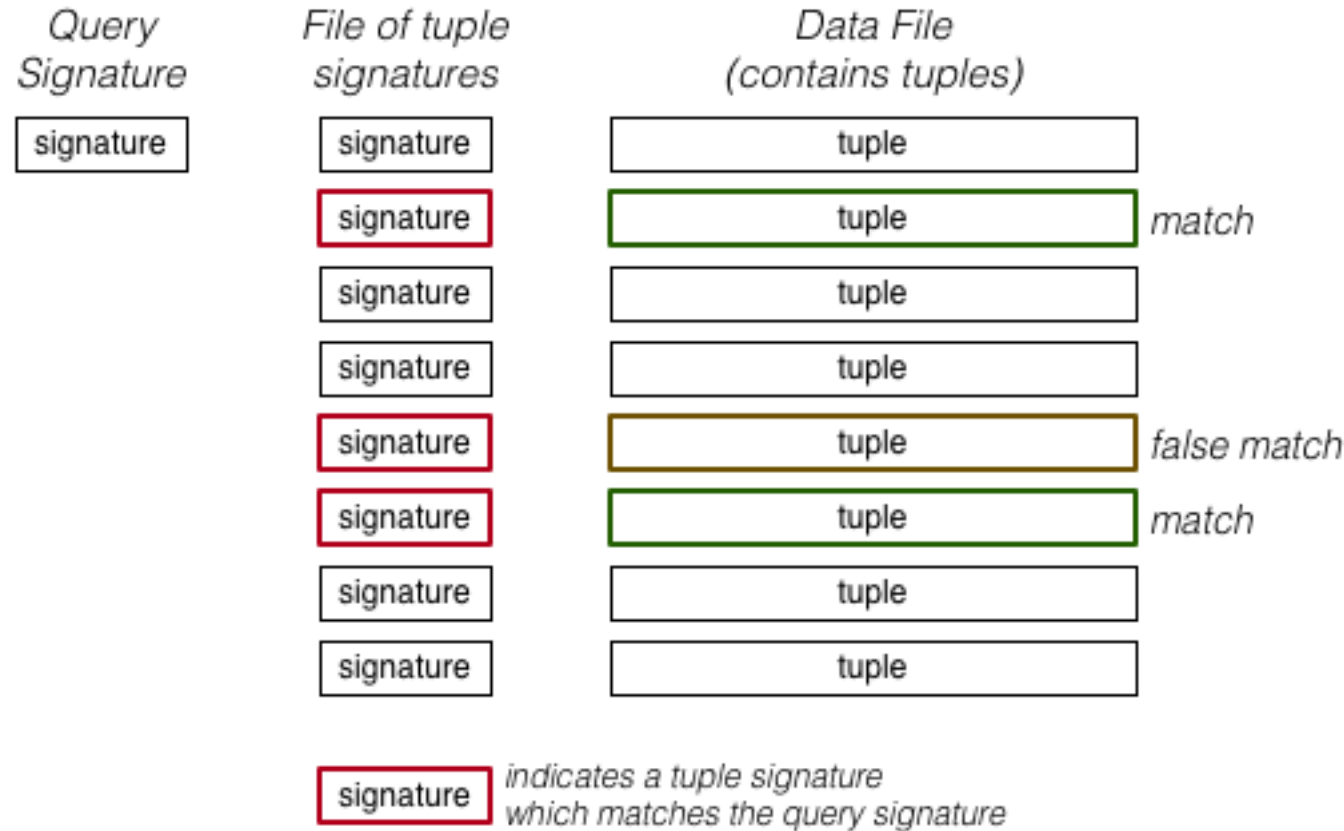 Query
Signature
File of tuple
signatures
Data File
(contains tuples)
signature signature tuple
signature tuple match
signature tuple
signature tuple
signature tuple false match
signature tuple match
signature tuple
signature tuple
signature indicates a tuple signature
which matches the query signature